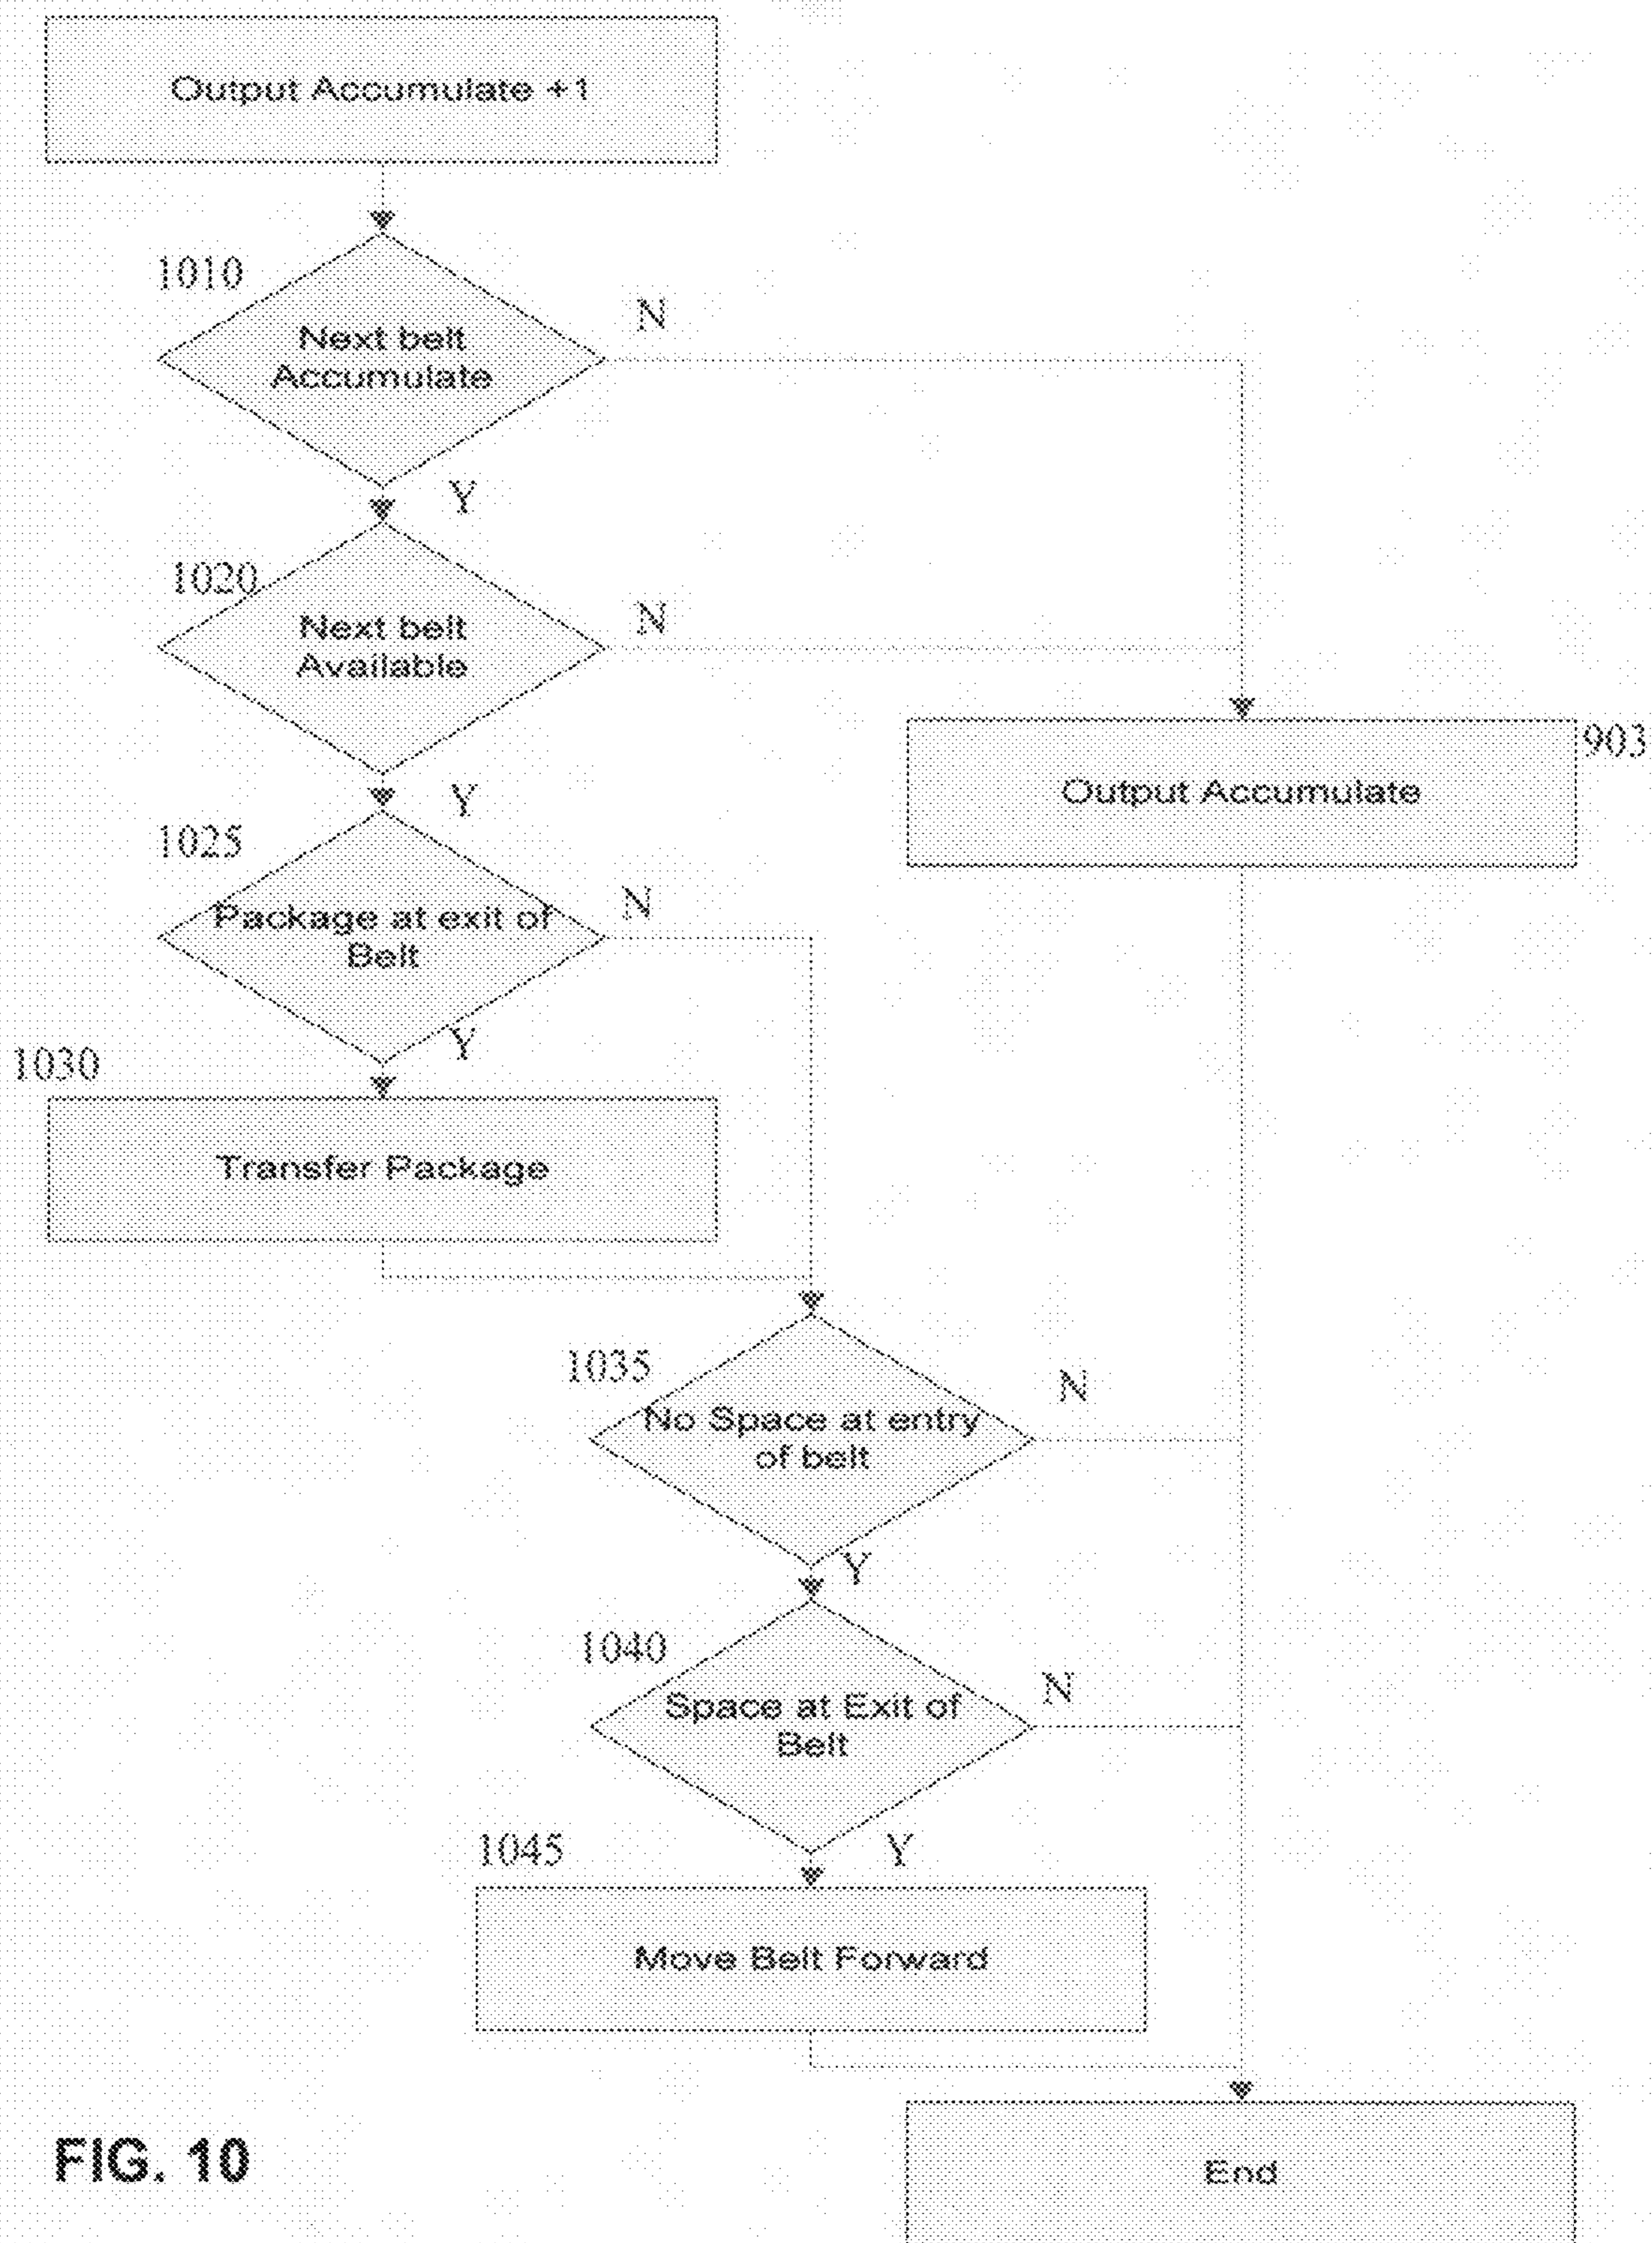 Output Accumulate +1
1010
N
Next belt
Accumulate
Y
1020
N
Next belt
Available
Y
903
Output Accumulate
1025
N
Package at exit of
Belt
Y
1030
Transfer Package
1035
N
No Space at entry
of belt
Y
1040
N
Space at Exit of
Belt
Y
1045
Move Belt Forward
End
FIG. 10